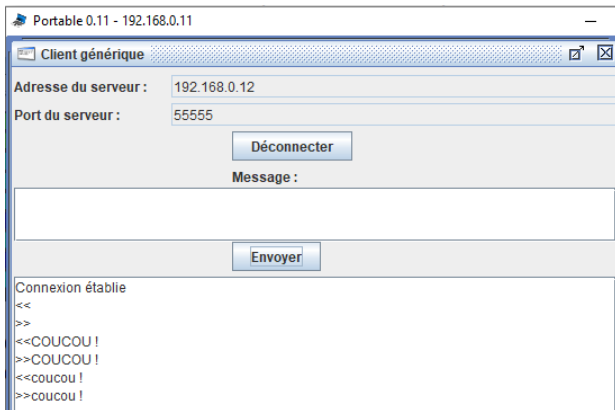 Portable 0.11 - 192.168.0.11
Client générique
Adresse du serveur : 192.168.0.12
Port du serveur : 55555
Déconnecter
Message :
Envoyer
Connexion établie
<<
>>
<<COUCOU !
>>COUCOU !
<<coucou !
>>coucou !